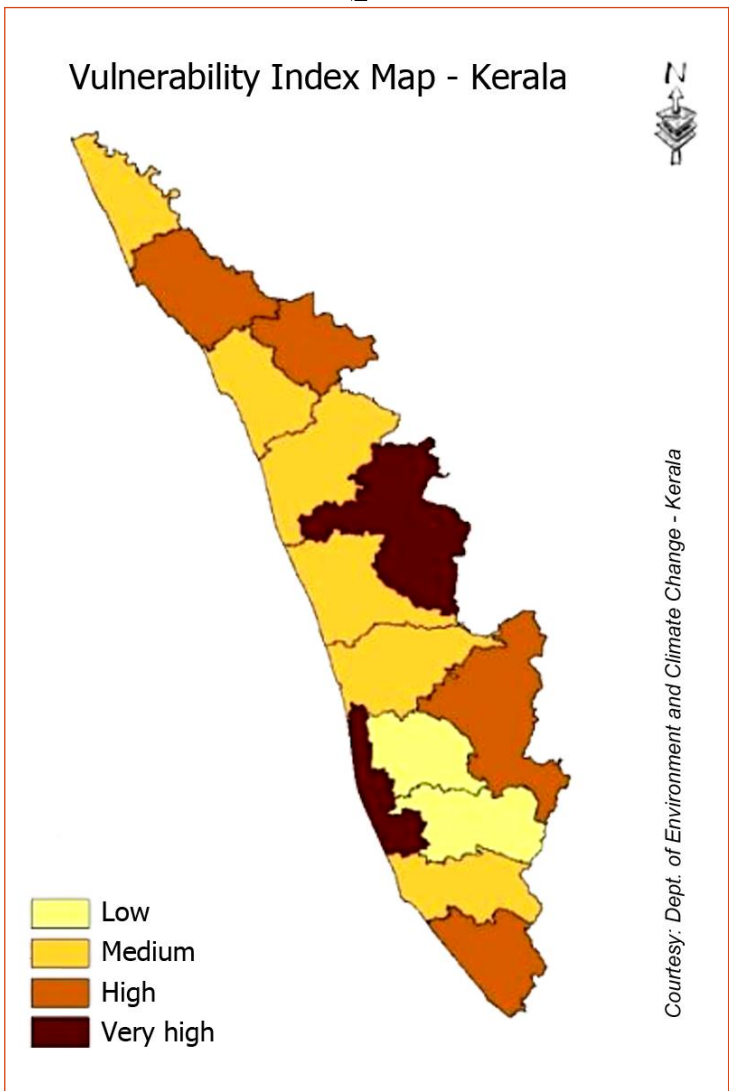 Vulnerability Index Map - Kerala
N
Courtesy: Dept. of Environment and Climate Change - Kerala
Low
Medium
High
Very high